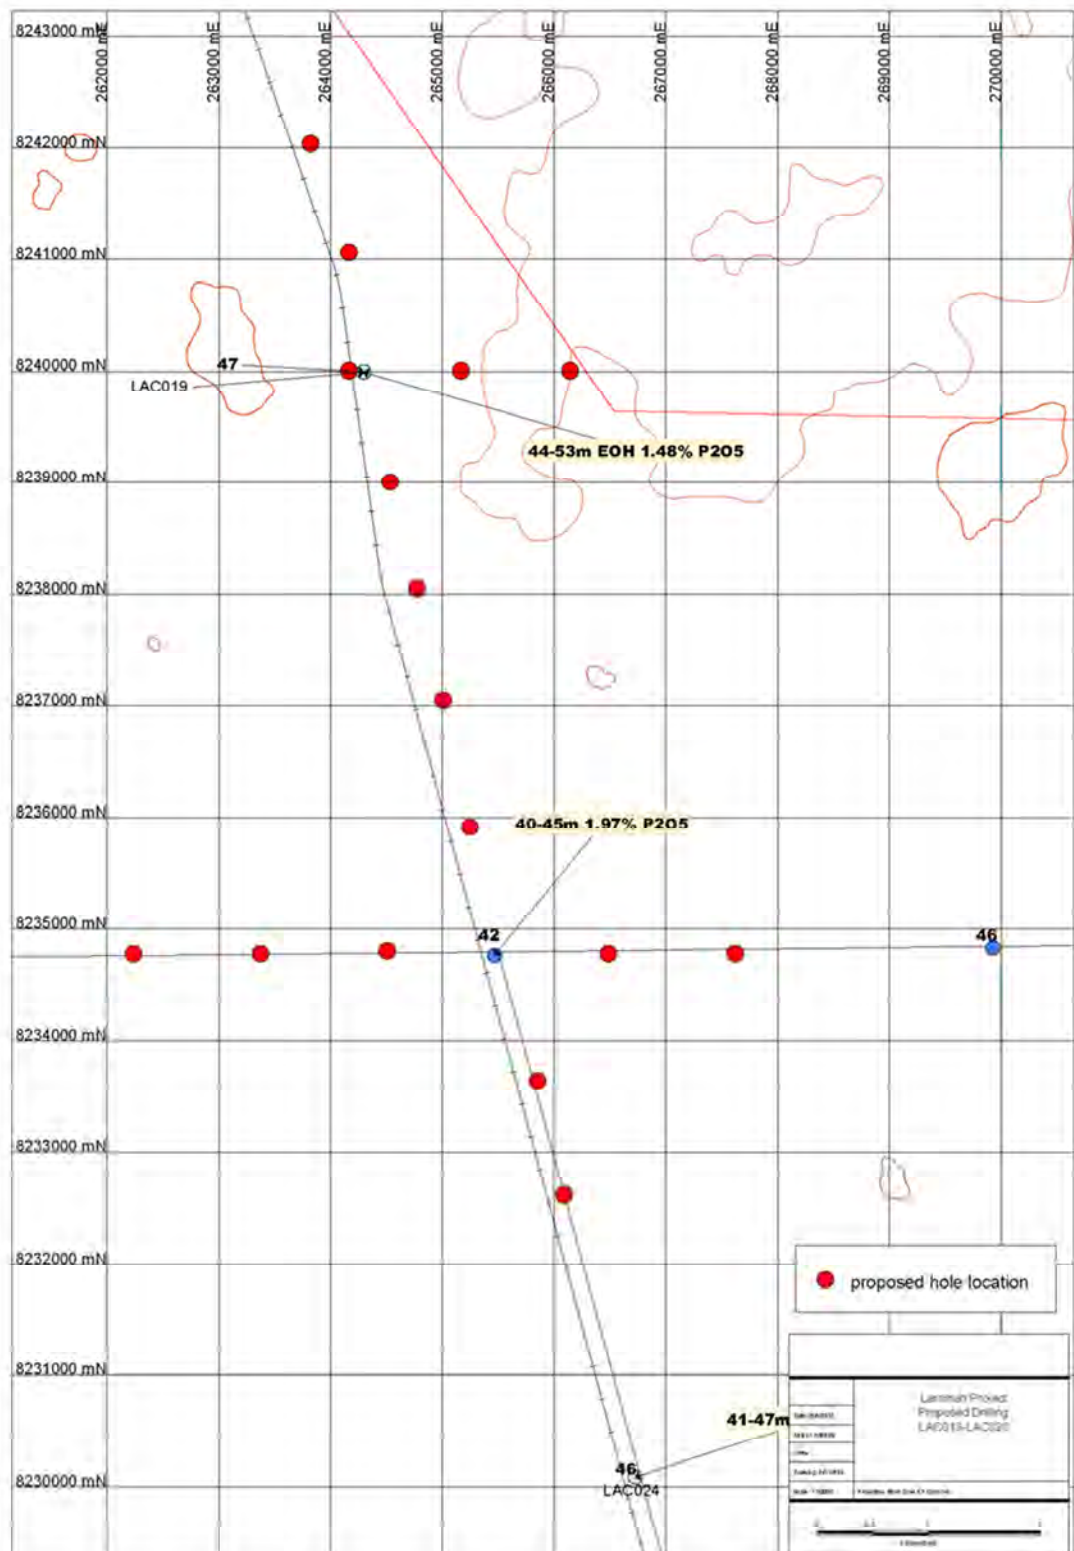 8243000 mN
262000 mE
263000 mE
264000 mE
265000 mE
266000 mE
267000 mE
268000 mE
269000 mE
270000 mE
8242000 mN
8241000 mN
8240000 mN
47
LAC019
44-53m EOH 1.48% P2O5
8239000 mN
8238000 mN
8237000 mN
8236000 mN
40-45m 1.97% P2O5
8235000 mN
42
46
8234000 mN
8233000 mN
8232000 mN
proposed hole location
8231000 mN
Project
Proposed Drilling
41-47m
46
8230000 mN
LAC024